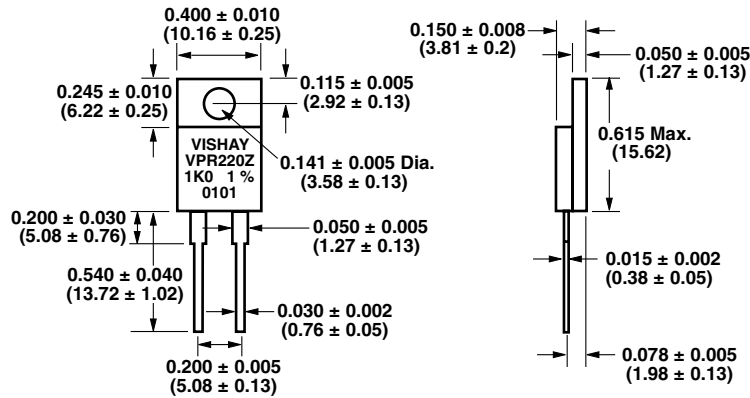 0.400 ± 0.010
(10.16 ± 0.25)
0.150 ± 0.008
(3.81 ± 0.2)
0.050 ± 0.005
(1.27 ± 0.13)
0.245 ± 0.010
(6.22 ± 0.25)
0.115 ± 0.005
(2.92 ± 0.13)
0.615 Max.
(15.62)
VISHAY
VPR220Z
1K0 1 %
0101
0.141 ± 0.005 Dia.
(3.58 ± 0.13)
0.200 ± 0.030
(5.08 ± 0.76)
0.050 ± 0.005
(1.27 ± 0.13)
0.015 ± 0.002
(0.38 ± 0.05)
0.540 ± 0.040
(13.72 ± 1.02)
0.030 ± 0.002
(0.76 ± 0.05)
0.200 ± 0.005
(5.08 ± 0.13)
0.078 ± 0.005
(1.98 ± 0.13)